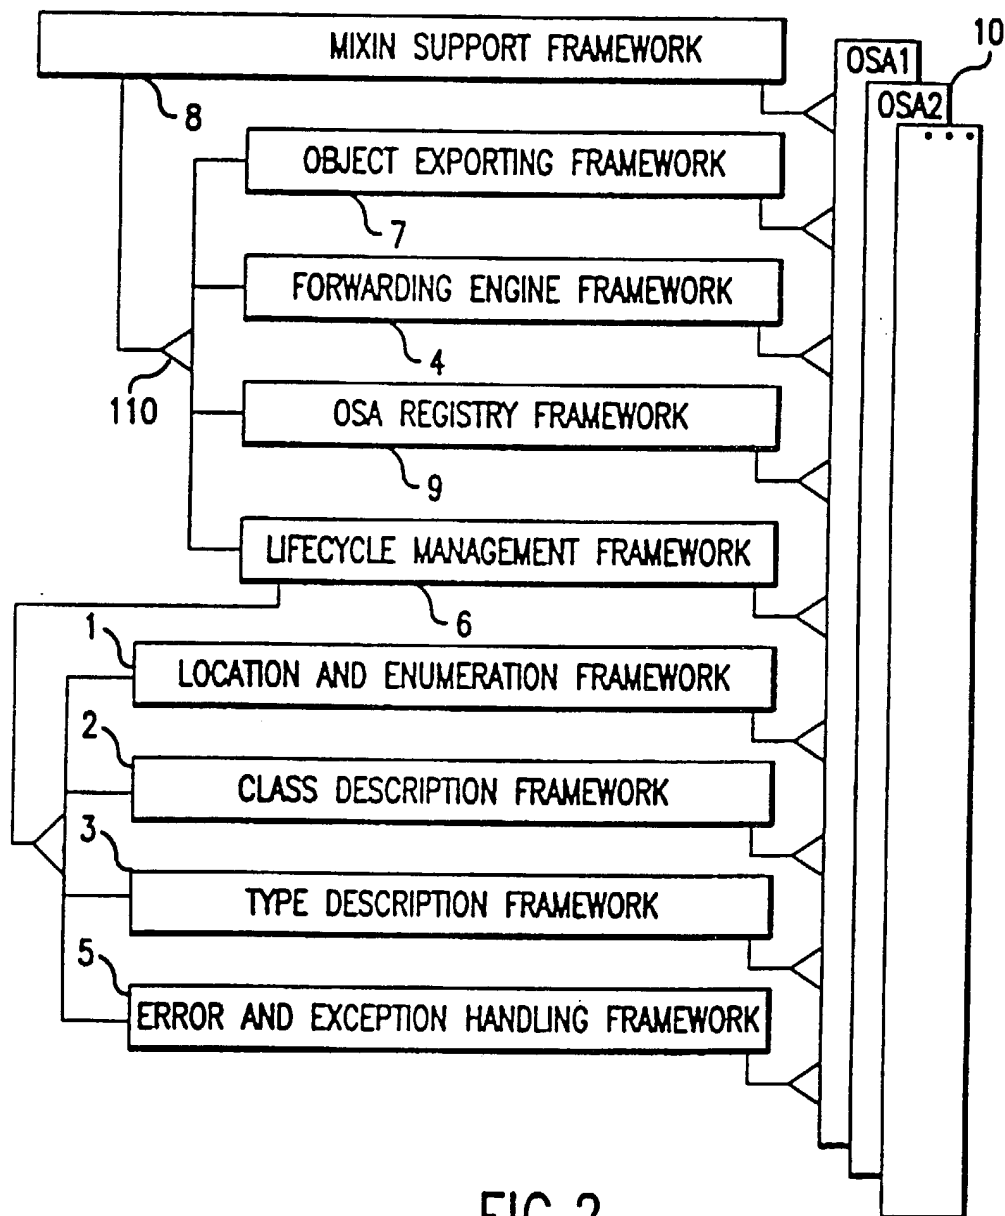 10
MIXIN SUPPORT FRAMEWORK
OSA1
OSA2
8
OBJECT EXPORTING FRAMEWORK
7
FORWARDING ENGINE FRAMEWORK
4
110
OSA REGISTRY FRAMEWORK
9
LIFECYCLE MANAGEMENT FRAMEWORK
6
1
LOCATION AND ENUMERATION FRAMEWORK
2
CLASS DESCRIPTION FRAMEWORK
3
TYPE DESCRIPTION FRAMEWORK
5
ERROR AND EXCEPTION HANDLING FRAMEWORK
FIG. 2